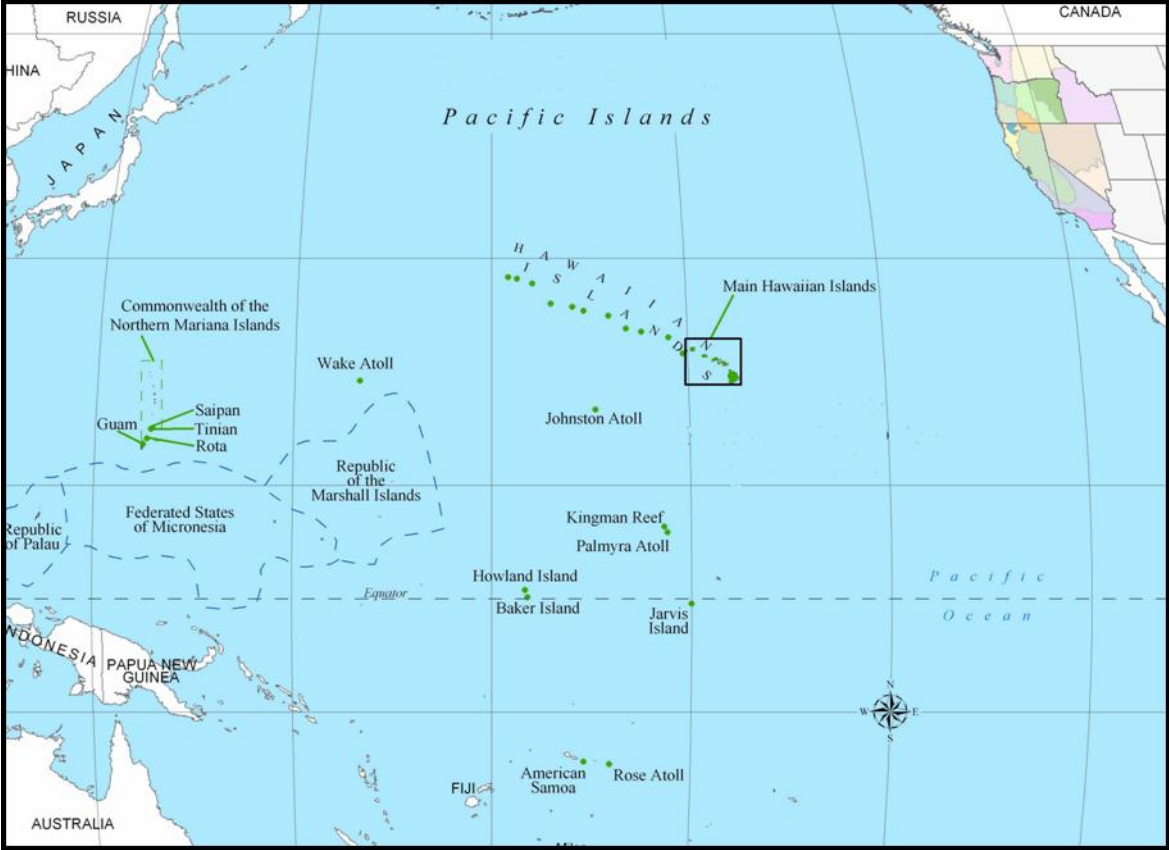 RUSSIA
CANADA
HINA
JAPAN
Pacific Islands
HAWAIIAN
ISLANDS
Main Hawaiian Islands
Commonwealth of the
Northern Mariana Islands
Wake Atoll
Saipan
Guam
Tinian
Rota
Johnston Atoll
Republic
of the
Marshall Islands
Federated States
of Micronesia
Republic
of Palau
Kingman Reef
Palmyra Atoll
Howland Island
Equator
Baker Island
Jarvis
Island
Pacific
Ocean
NDONESIA
PAPUA NEW
GUINEA
N
W
E
S
American
Samoa
Rose Atoll
FIJI
AUSTRALIA